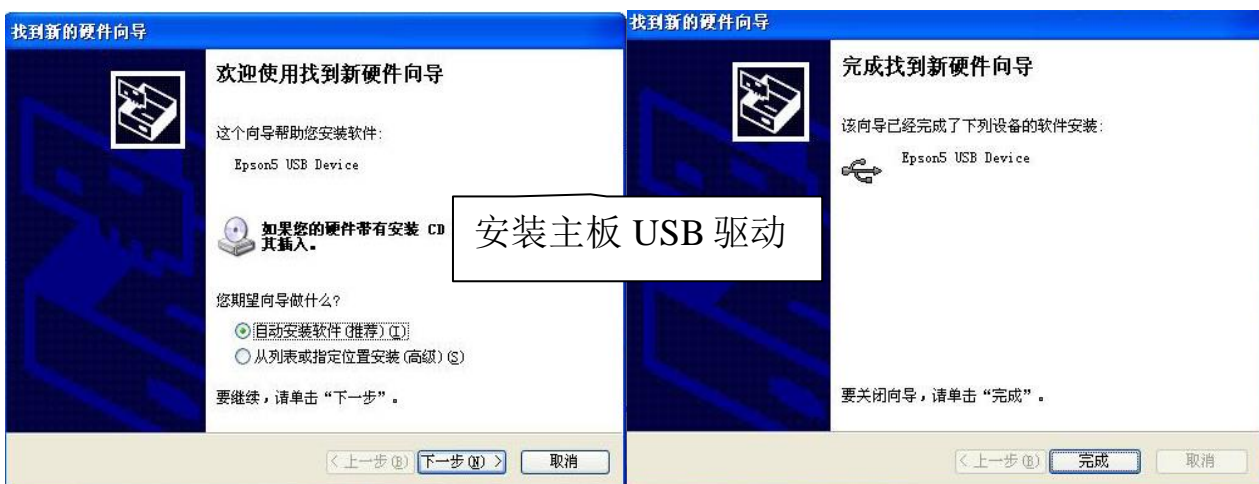 找到新的硬件向导
欢迎使用找到新硬件向导
这个向导帮助您安装软件:
Epson5 USB Device
如果您的硬件带有安装 CD
其插入。
您期望向导做什么?
自动安装软件(推荐)(I)
从列表或指定位置安装(高级)(S)
要继续，请单击“下一步”。
< 上一步(B)
下一步(N) >
取消
安装主板 USB 驱动
找到新的硬件向导
完成找到新硬件向导
该向导已经完成了下列设备的软件安装:
Epson5 USB Device
要关闭向导，请单击“完成”。
< 上一步(B)
完成
取消